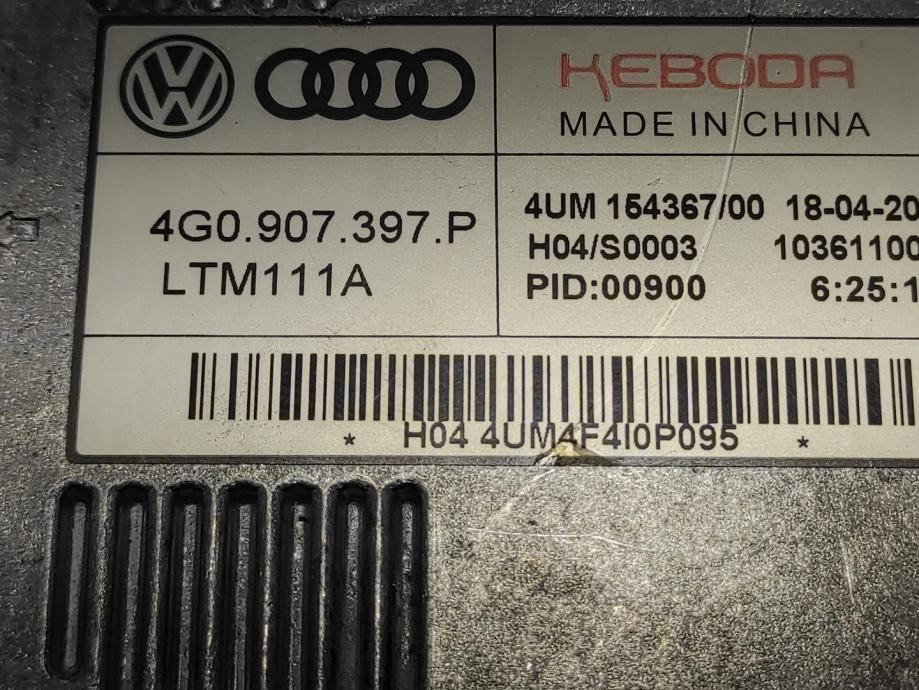 KEBODA
MADE IN CHINA
4G0.907.397.P
LTM111A
4UM 154367/00 18-04-20
H04/S0003 10361100
PID:00900 6:25:1
* H04 4UM4F4I0P095 *